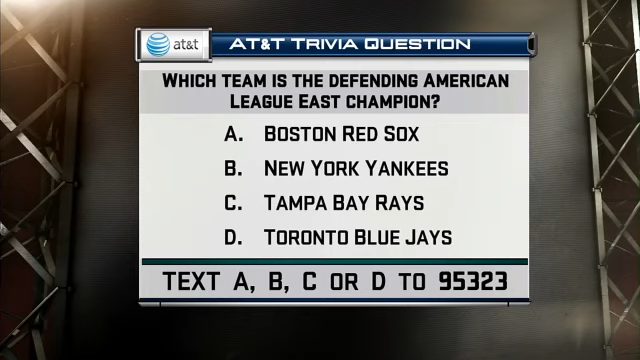 at&t AT&T TRIVIA QUESTION
WHICH TEAM IS THE DEFENDING AMERICAN
LEAGUE EAST CHAMPION?
A. BOSTON RED SOX
B. NEW YORK YANKEES
C. TAMPA BAY RAYS
D. TORONTO BLUE JAYS
TEXT A, B, C OR D TO 95323